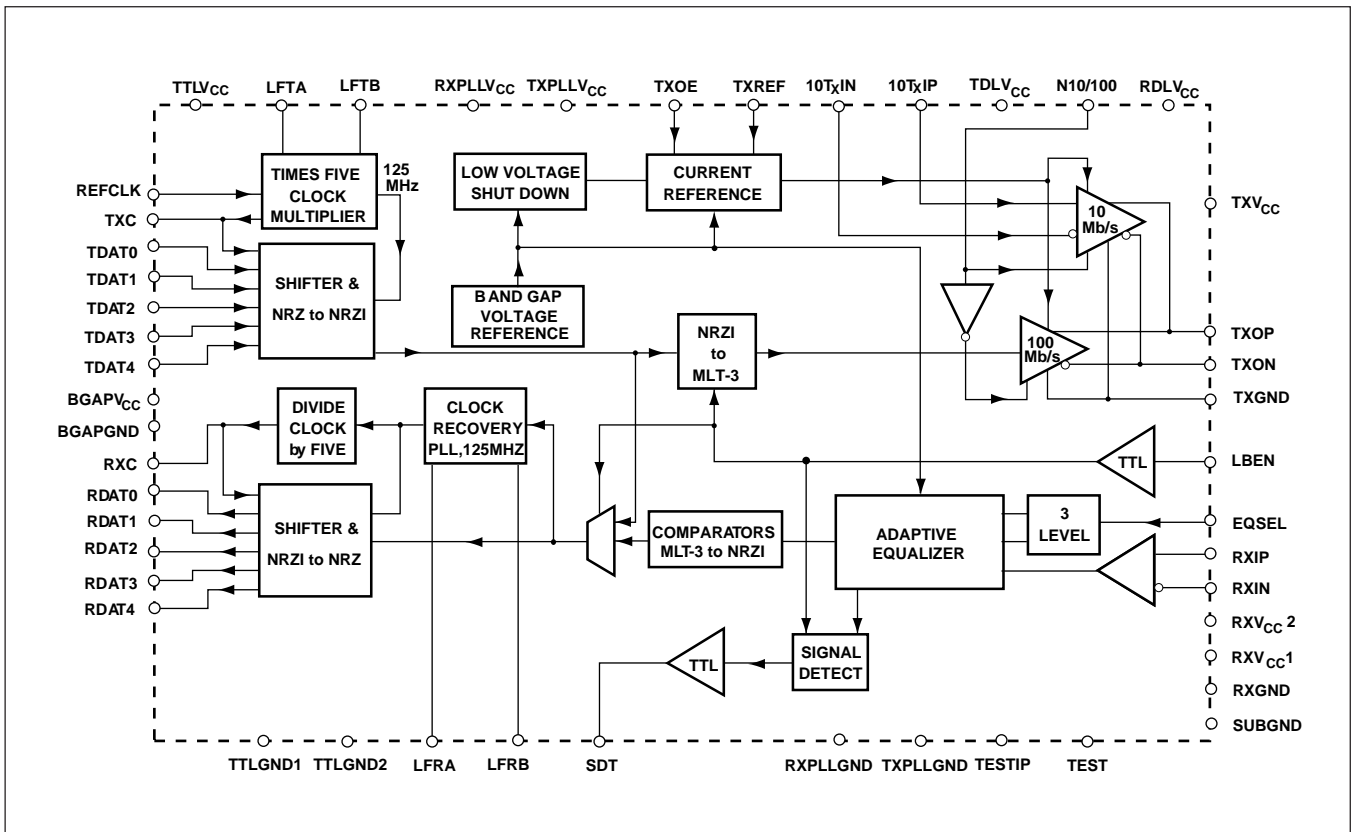 TTLVCC
LFTA
LFTB
RXPLLVCC
TXPLLVCC
TXOE
TXREF
10TXIN
10TXIP
TDLVCC
N10/100
RDLVCC
REFCLK
TXC
TDAT0
TDAT1
TDAT2
TDAT3
TDAT4
BGAPVCC
BGAPGND
RXC
RDAT0
RDAT1
RDAT2
RDAT3
RDAT4
TIMES FIVE
CLOCK
MULTIPLIER
125
MHz
LOW VOLTAGE
SHUT DOWN
CURRENT
REFERENCE
10
Mb/s
SHIFTER &
NRZ to NRZI
BAND GAP
VOLTAGE
REFERENCE
NRZI
to
MLT-3
100
Mb/s
DIVIDE
CLOCK
by FIVE
CLOCK
RECOVERY
PLL,125MHZ
TTL
SHIFTER &
NRZI to NRZ
COMPARATORS
MLT-3 to NRZI
ADAPTIVE
EQUALIZER
3
LEVEL
TTL
SIGNAL
DETECT
TXVCC
TXOP
TXON
TXGND
LBEN
EQSEL
RXIP
RXIN
RXVCC 2
RXVCC1
RXGND
SUBGND
TTLGND1
TTLGND2
LFRA
LFRB
SDT
RXPLLGND
TXPLLGND
TESTIP
TEST